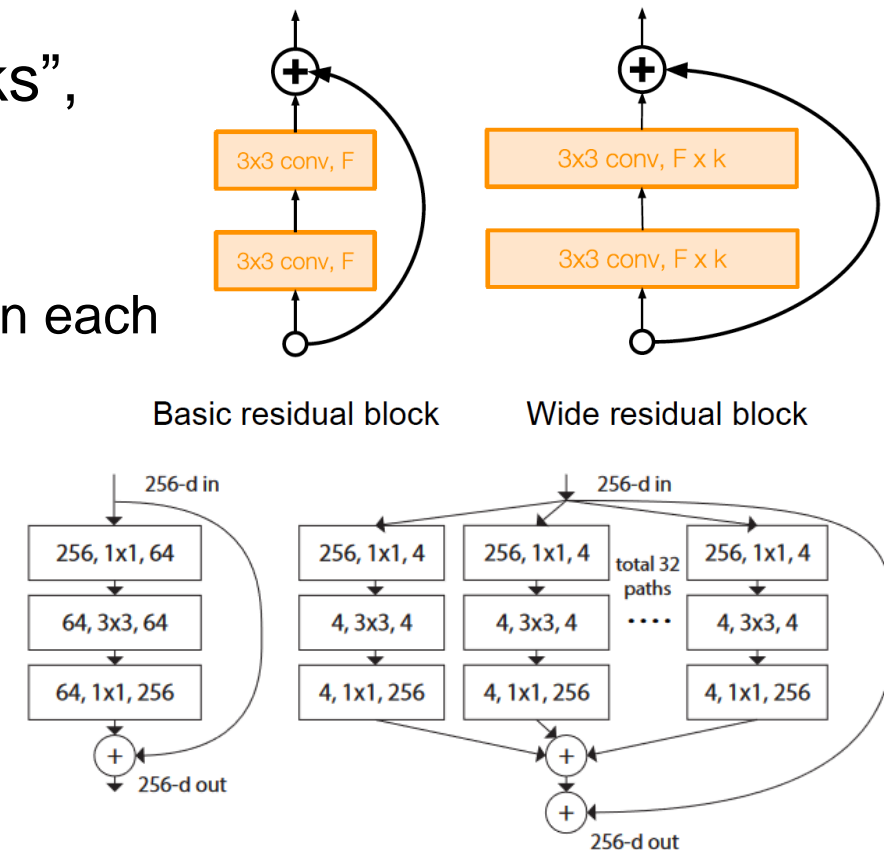 ks”,
n each
3x3 conv, F
3x3 conv, F
3x3 conv, F x k
3x3 conv, F x k
Basic residual block
Wide residual block
256-d in
256, 1x1, 64
64, 3x3, 64
64, 1x1, 256
+
256-d out
256-d in
256, 1x1, 4
256, 1x1, 4
total 32
paths
....
256, 1x1, 4
4, 3x3, 4
4, 3x3, 4
4, 3x3, 4
4, 1x1, 256
4, 1x1, 256
4, 1x1, 256
+
+
256-d out